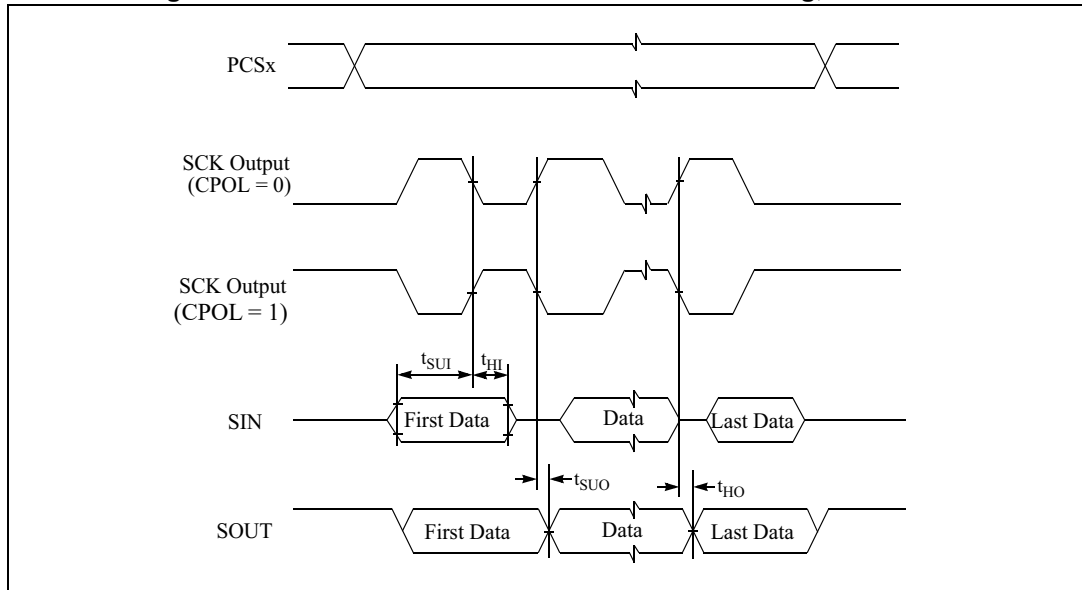 PCSx
SCK Output
(CPOL = 0)
SCK Output
(CPOL = 1)
tSUI
tHI
SIN
First Data
Data
Last Data
tSUO
tHO
SOUT
First Data
Data
Last Data